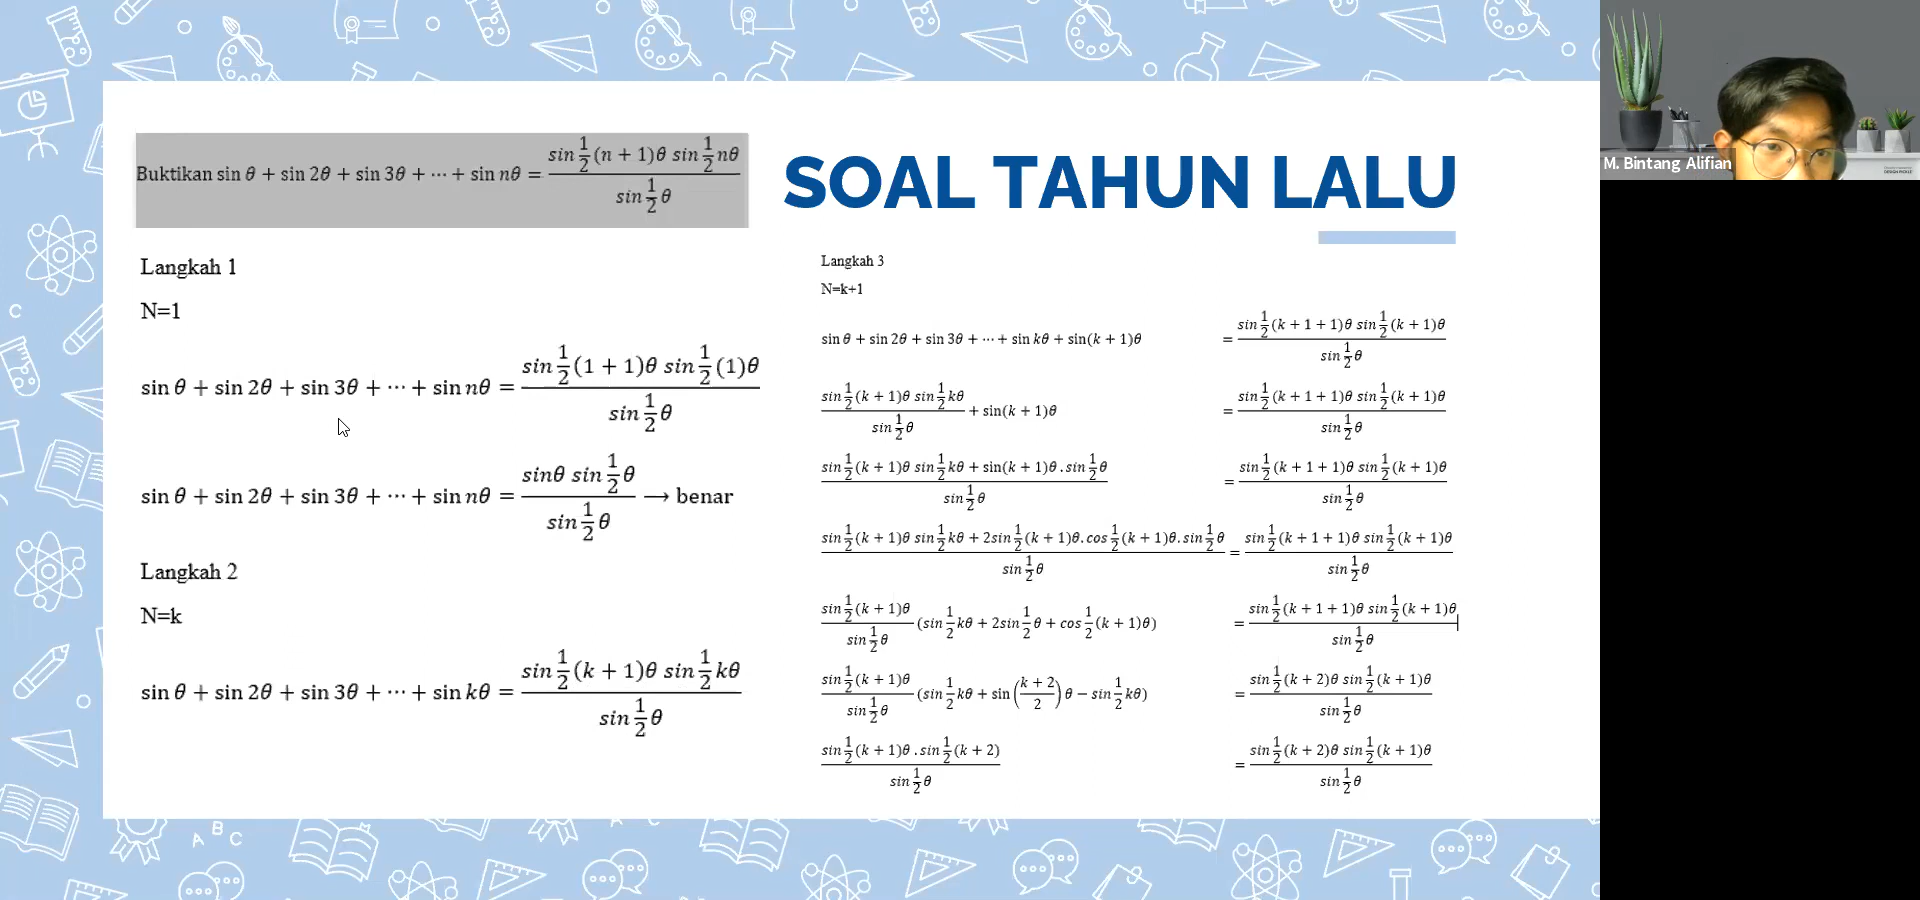 Buktikan sin θ + sin 2θ + sin 3θ + ⋯ + sin nθ = (sin 1/2 (n + 1)θ sin 1/2 nθ) / (sin 1/2 θ)
SOAL TAHUN LALU
Langkah 1
N=1
sin θ + sin 2θ + sin 3θ + ⋯ + sin nθ = (sin 1/2 (1 + 1)θ sin 1/2 (1)θ) / (sin 1/2 θ)
sin θ + sin 2θ + sin 3θ + ⋯ + sin nθ = (sinθ sin 1/2 θ) / (sin 1/2 θ) → benar
Langkah 2
N=k
sin θ + sin 2θ + sin 3θ + ⋯ + sin kθ = (sin 1/2 (k + 1)θ sin 1/2 kθ) / (sin 1/2 θ)
Langkah 3
N=k+1
sin θ + sin 2θ + sin 3θ + ⋯ + sin kθ + sin(k + 1)θ = (sin 1/2 (k + 1 + 1)θ sin 1/2 (k + 1)θ) / (sin 1/2 θ)
(sin 1/2 (k + 1)θ sin 1/2 kθ) / (sin 1/2 θ) + sin(k + 1)θ = (sin 1/2 (k + 1 + 1)θ sin 1/2 (k + 1)θ) / (sin 1/2 θ)
(sin 1/2 (k + 1)θ sin 1/2 kθ + sin(k + 1)θ . sin 1/2 θ) / (sin 1/2 θ) = (sin 1/2 (k + 1 + 1)θ sin 1/2 (k + 1)θ) / (sin 1/2 θ)
(sin 1/2 (k + 1)θ sin 1/2 kθ + 2sin 1/2 (k + 1)θ. cos 1/2 (k + 1)θ. sin 1/2 θ) / (sin 1/2 θ) = (sin 1/2 (k + 1 + 1)θ sin 1/2 (k + 1)θ) / (sin 1/2 θ)
(sin 1/2 (k + 1)θ) / (sin 1/2 θ) (sin 1/2 kθ + 2sin 1/2 θ + cos 1/2 (k + 1)θ) = (sin 1/2 (k + 1 + 1)θ sin 1/2 (k + 1)θ) / (sin 1/2 θ)
(sin 1/2 (k + 1)θ) / (sin 1/2 θ) (sin 1/2 kθ + sin ((k + 2)/2) θ − sin 1/2 kθ) = (sin 1/2 (k + 2)θ sin 1/2 (k + 1)θ) / (sin 1/2 θ)
(sin 1/2 (k + 1)θ . sin 1/2 (k + 2)) / (sin 1/2 θ) = (sin 1/2 (k + 2)θ sin 1/2 (k + 1)θ) / (sin 1/2 θ)
M. Bintang Alifian
A B C
C